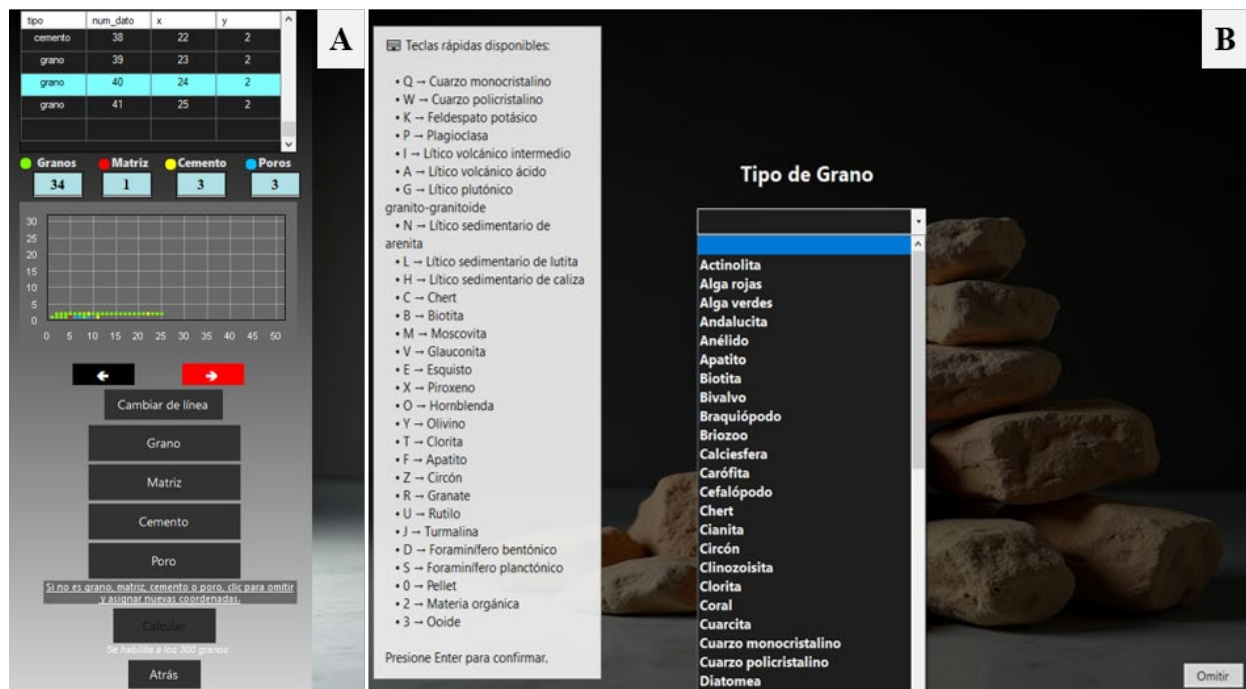 A
tipo num_dato x y
cemento 38 22 2
grano 39 23 2
grano 40 24 2
grano 41 25 2
Granos Matriz Cemento Poros
34 1 3 3
30
25
20
15
10
5
0
0 5 10 15 20 25 30 35 40 45 50
Cambiar de línea
Grano
Matriz
Cemento
Poro
Si no es grano, matriz, cemento o poro, clic para omitir
y asignar nuevas coordenadas.
Calcular
Se habilita a los 300 granos
Atrás
B
Teclas rápidas disponibles:
• Q → Cuarzo monocristalino
• W → Cuarzo policristalino
• K → Feldespato potásico
• P → Plagioclasa
• I → Lítico volcánico intermedio
• A → Lítico volcánico ácido
• G → Lítico plutónico
granito-granitoide
• N → Lítico sedimentario de
arenita
• L → Lítico sedimentario de lutita
• H → Lítico sedimentario de caliza
• C → Chert
• B → Biotita
• M → Moscovita
• V → Glauconita
• E → Esquisto
• X → Piroxeno
• O → Hornblenda
• Y → Olivino
• T → Clorita
• F → Apatito
• Z → Circón
• R → Granate
• U → Rutilo
• J → Turmalina
• D → Foraminífero bentónico
• S → Foraminífero planctónico
• 0 → Pellet
• 2 → Materia orgánica
• 3 → Ooide
Presione Enter para confirmar.
Tipo de Grano
Actinolita
Alga rojas
Alga verdes
Andalucita
Anélido
Apatito
Biotita
Bivalvo
Braquiópodo
Briozoo
Calciesfera
Carófita
Cefalópodo
Chert
Cianita
Circón
Clinozoisita
Clorita
Coral
Cuarcita
Cuarzo monocristalino
Cuarzo policristalino
Diatomea
Omitir